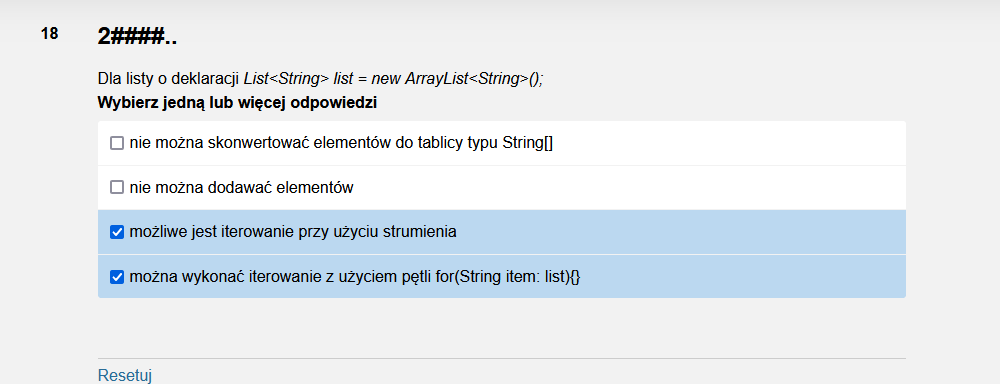 18
2####..
Dla listy o deklaracji List<String> list = new ArrayList<String>();
Wybierz jedną lub więcej odpowiedzi
nie można skonwertować elementów do tablicy typu String[]
nie można dodawać elementów
możliwe jest iterowanie przy użyciu strumienia
można wykonać iterowanie z użyciem pętli for(String item: list){}
Resetuj